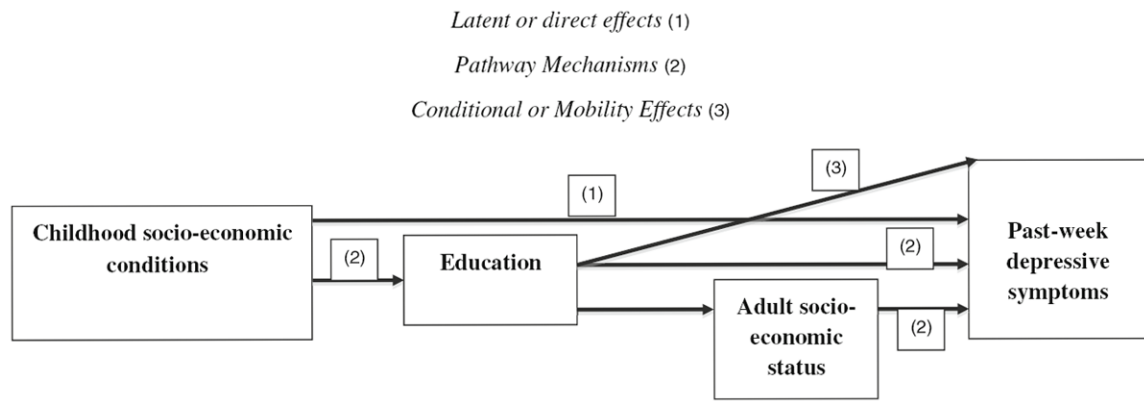 Latent or direct effects (1)
Pathway Mechanisms (2)
Conditional or Mobility Effects (3)
(3)
(1)
Childhood socio-economic
conditions
(2)
Education
(2)
Past-week
depressive
symptoms
Adult socio-
economic
status
(2)